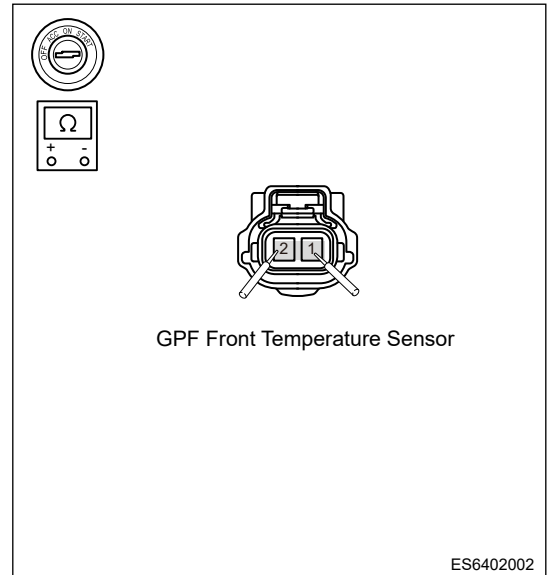 OFF ACC ON START
Ω
+ -
2 1
GPF Front Temperature Sensor
ES6402002